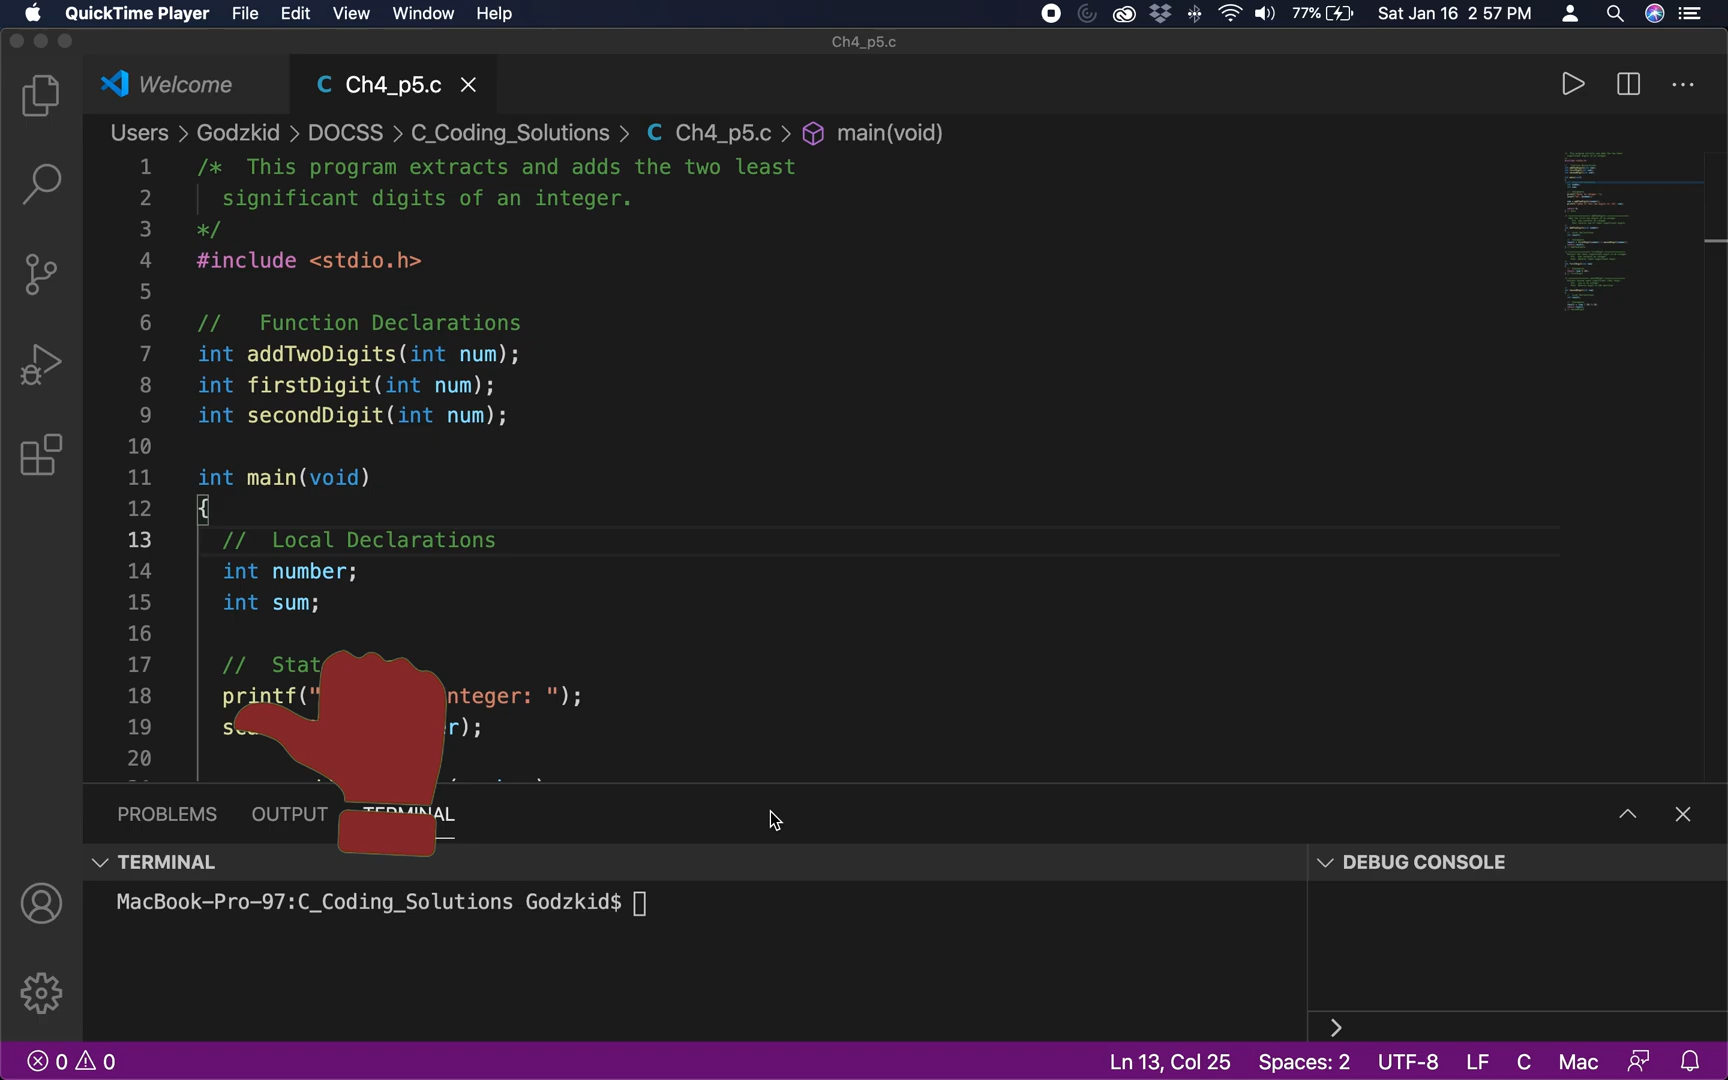 QuickTime Player File Edit View Window Help 77% Sat Jan 16 2 57 PM
Ch4_p5.c
Welcome C Ch4_p5.c
Users > Godzkid > DOCSS > C_Coding_Solutions > C Ch4_p5.c > main(void)
1 /* This program extracts and adds the two least
2 significant digits of an integer.
3 */
4 #include <stdio.h>
5
6 // Function Declarations
7 int addTwoDigits(int num);
8 int firstDigit(int num);
9 int secondDigit(int num);
10
11 int main(void)
12 {
13 // Local Declarations
14 int number;
15 int sum;
16
17 // Stat
18 printf(" nteger: ");
19 r);
20
PROBLEMS OUTPUT TERMINAL
TERMINAL
DEBUG CONSOLE
MacBook-Pro-97:C_Coding_Solutions Godzkid$
0 0 Ln 13, Col 25 Spaces: 2 UTF-8 LF C Mac